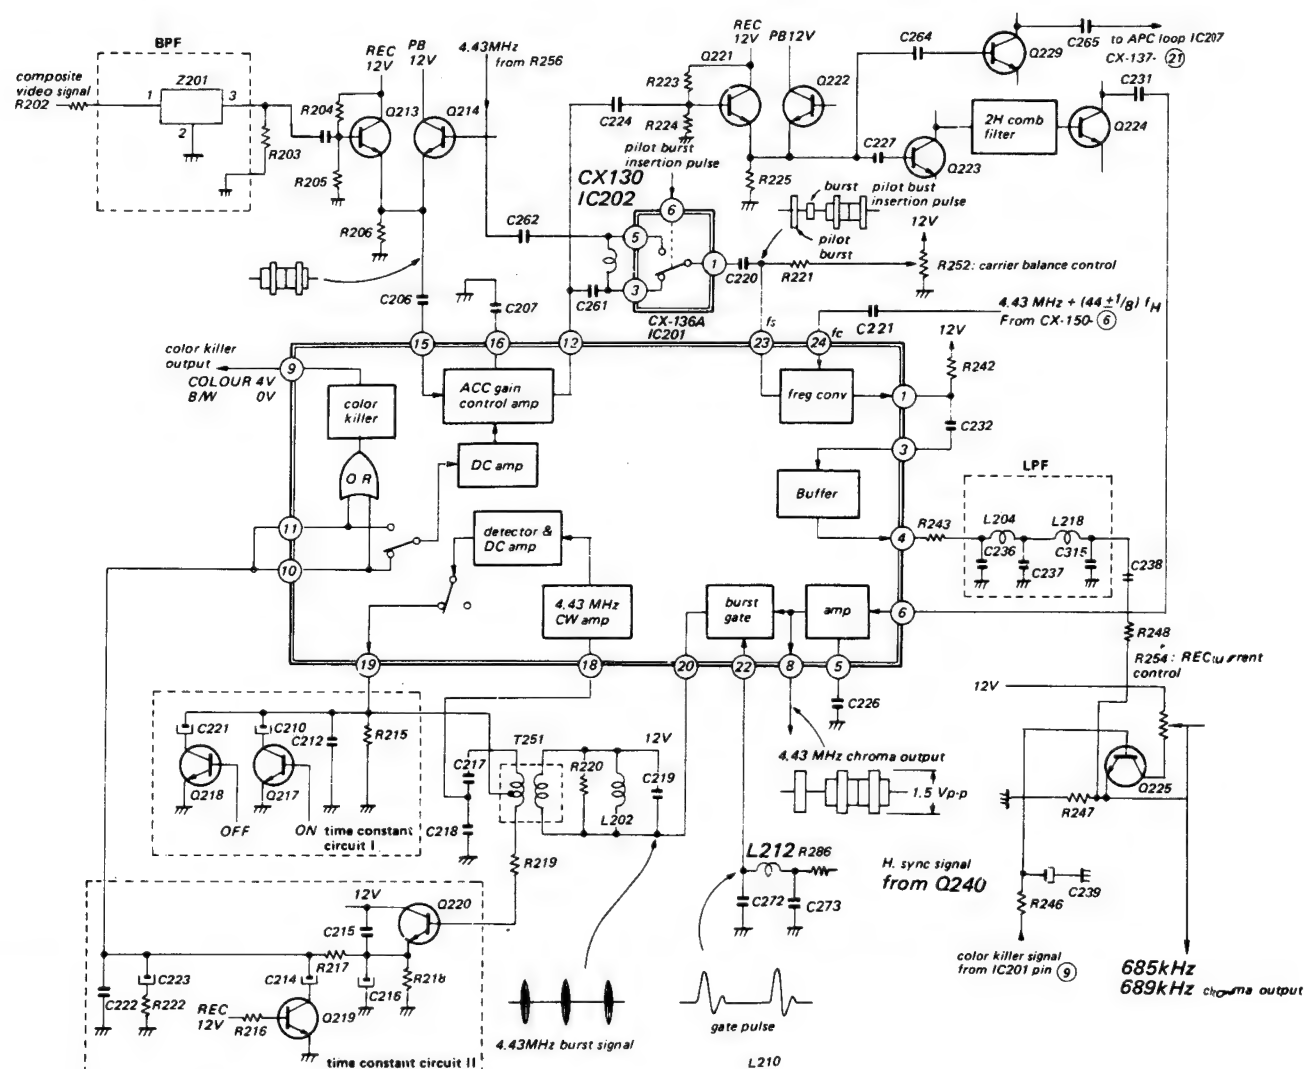 BPF
composite
video signal
R202
Z201
1
3
2
R203
R204
R205
REC
12V
PB
12V
Q213
Q214
R206
4.43MHz
from R256
C206
C207
C262
C224
R223
R224
Q221
REC
12V
PB12V
Q222
R225
pilot burst
insertion pulse
CX130
IC202
6
5
3
1
C261
CX-136A
IC201
C220
burst
pilot bust
insertion pulse
pilot
burst
R221
12V
R252: carrier balance control
C264
Q229
C265
to APC loop IC207
CX-137- 21
C231
C227
Q223
2H comb
filter
Q224
4.43 MHz + (44 ±1/8) fH
From CX-150- 6
C221
fs
fc
15
16
12
23
24
color killer
output
COLOUR 4V
B/W 0V
9
color
killer
OR
11
10
ACC gain
control amp
DC amp
detector &
DC amp
4.43 MHz
CW amp
freq conv
Buffer
burst
gate
amp
1
3
4
6
12V
R242
C232
LPF
R243
L204
L218
C236
C237
C315
C238
19
18
20
22
8
5
C226
R248
R254: REC current
control
12V
Q225
R247
C239
R246
color killer signal
from IC201 pin 9
685kHz
689kHz chroma output
C221
C210
C212
R215
Q218
Q217
OFF
ON
time constant
circuit I
T251
C217
C218
R219
R220
L202
12V
C219
4.43 MHz chroma output
1.5 Vp-p
L212
R286
C272
C273
H. sync signal
from Q240
12V
Q220
C215
R217
C214
C216
R218
C223
C222
R222
REC
12V
R216
Q219
time constant circuit II
4.43MHz burst signal
gate pulse
L210